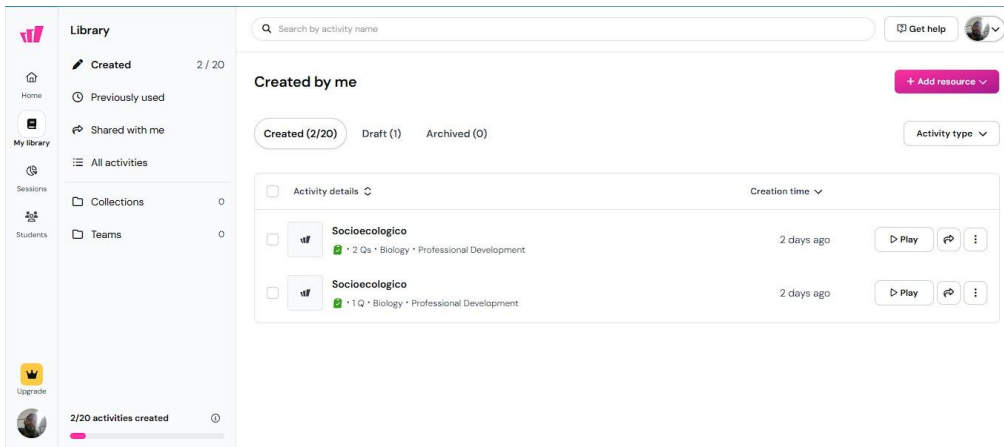 Library
Search by activity name
Get help
Home
My library
Sessions
Students
Upgrade
Created 2 / 20
Previously used
Shared with me
All activities
Collections 0
Teams 0
2/20 activities created
Created by me
+ Add resource
Created (2/20) Draft (1) Archived (0)
Activity type
Activity details Creation time
Socioecologico
• 2 Qs • Biology • Professional Development
2 days ago Play
Socioecologico
• 1 Q • Biology • Professional Development
2 days ago Play